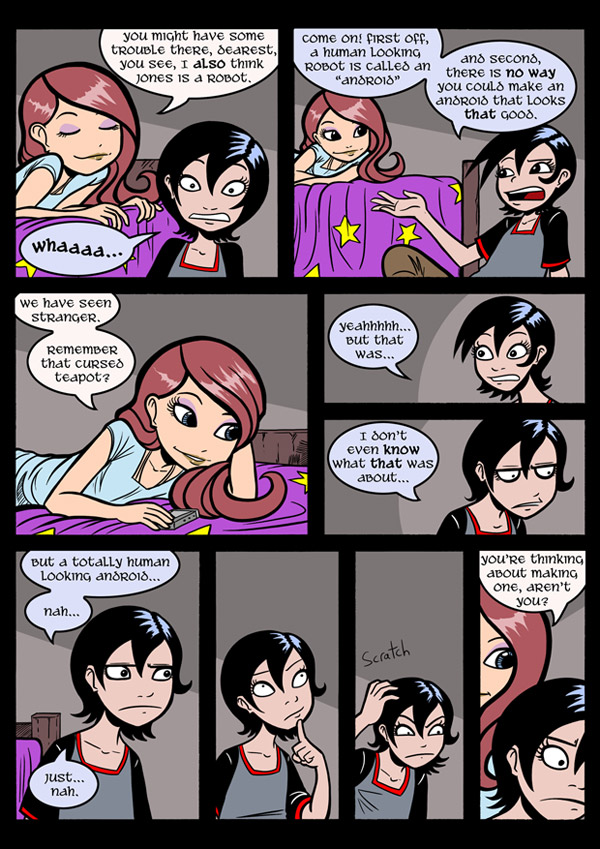 you might have some
trouble there, dearest,
you see, I also think
Jones is a robot.
whaaaa...
come on! first off,
a human looking
robot is called an
"android"
and second,
there is no way
you could make an
android that looks
that good.
we have seen
stranger.
remember
that cursed
teapot?
yeahhhhh...
but that
was...
I don't
even know
what that was
about...
but a totally human
looking android...
nah...
just...
nah.
Scratch
you're thinking
about making
one, aren't
you?